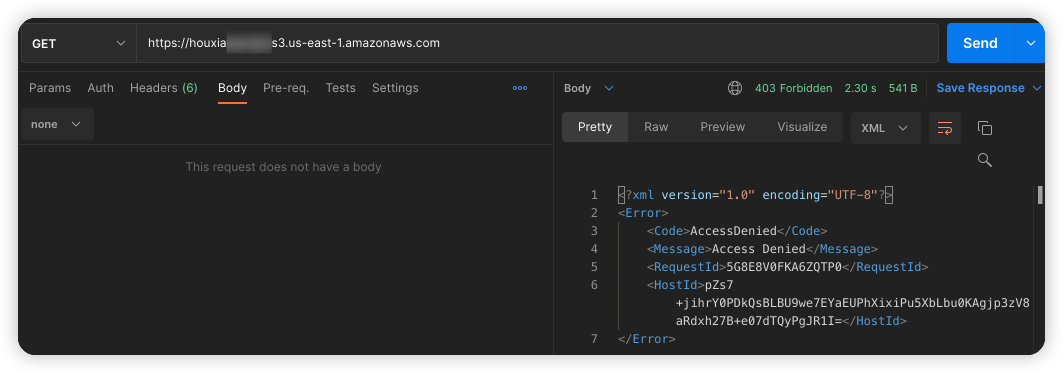 GET
https://houxia s3.us-east-1.amazonaws.com
Send
Params Auth Headers (6) Body Pre-req. Tests Settings
none
This request does not have a body
Body 403 Forbidden 2.30 s 541 B Save Response
Pretty Raw Preview Visualize XML
1 <?xml version="1.0" encoding="UTF-8"?>
2 <Error>
3 <Code>AccessDenied</Code>
4 <Message>Access Denied</Message>
5 <RequestId>5G8E8V0FKA6ZQTP0</RequestId>
6 <HostId>pZs7
+jihrY0PDkQsBLBU9we7EYaEUPhXixiPu5XbLbu0KAgjp3zV8
aRdxh27B+e07dTQyPgJR1I=</HostId>
7 </Error>